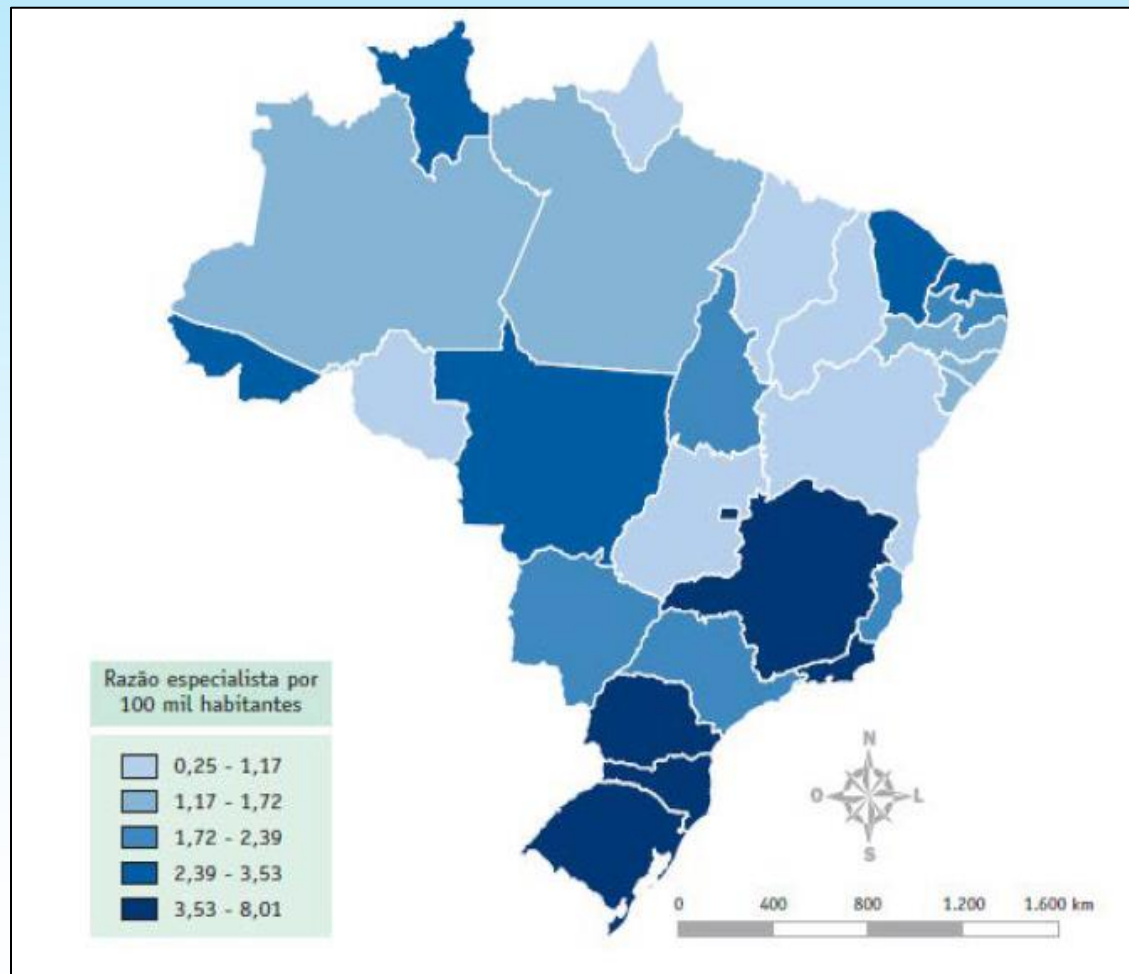 Razão especialista por
100 mil habitantes
0,25 - 1,17
1,17 - 1,72
1,72 - 2,39
2,39 - 3,53
3,53 - 8,01
N
O
L
S
0 400 800 1.200 1.600 km